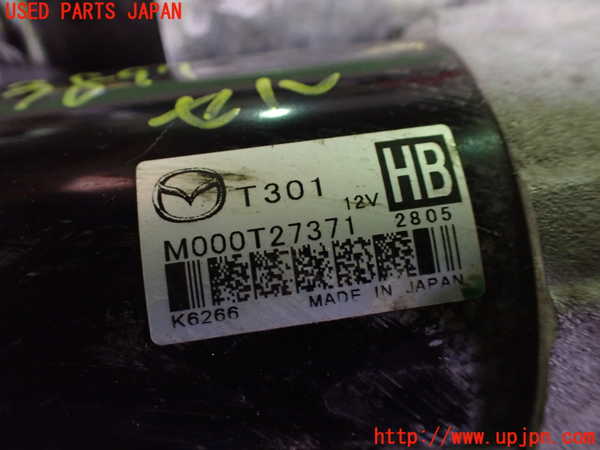 USED PARTS JAPAN
T301 12V HB
M000T27371 2805
K6266 MADE IN JAPAN
http://www.upjpn.com/